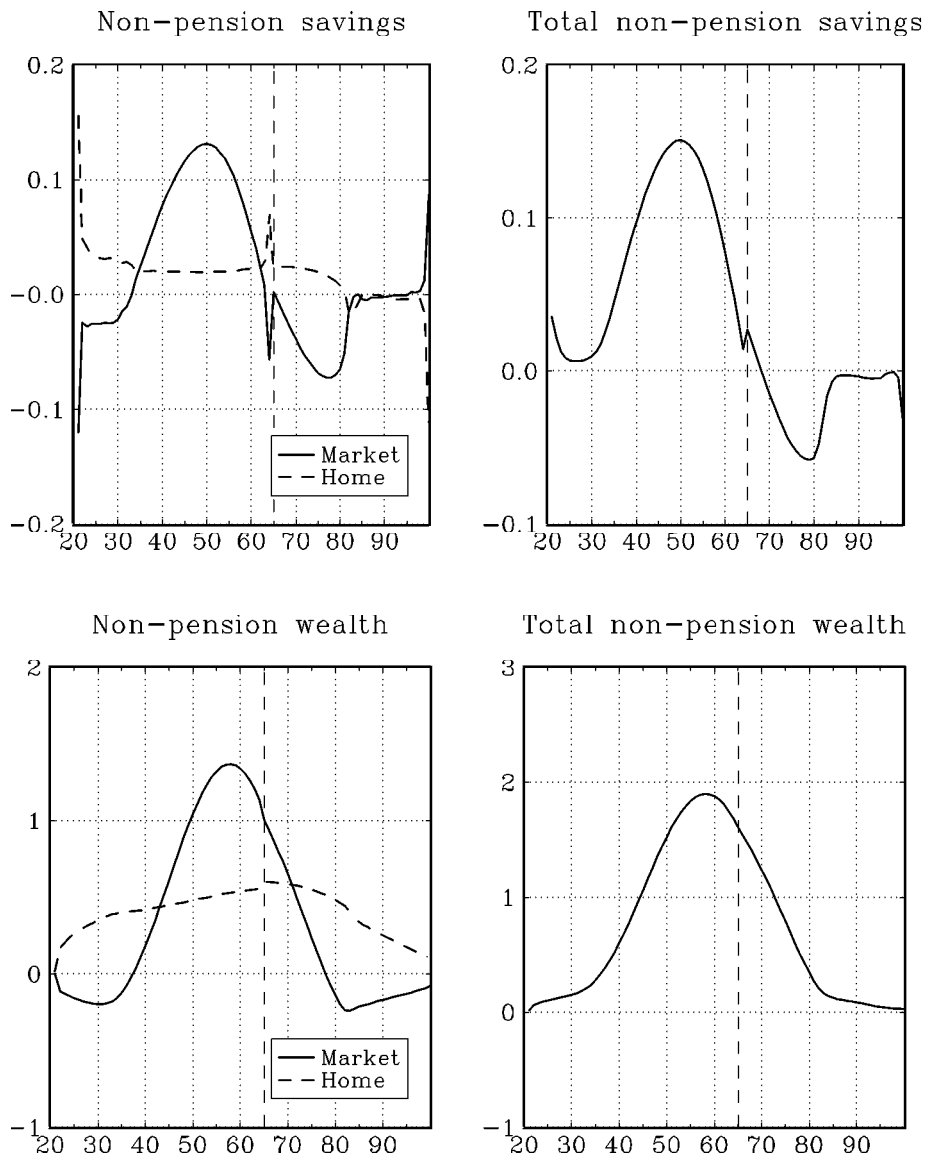 Non-pension savings
Total non-pension savings
0.2
0.1
-0.0
-0.1
-0.2
20 30 40 50 60 70 80 90
Market
Home
0.2
0.1
0.0
-0.1
20 30 40 50 60 70 80 90
Non-pension wealth
Total non-pension wealth
2
1
0
-1
20 30 40 50 60 70 80 90
Market
Home
3
2
1
0
-1
20 30 40 50 60 70 80 90